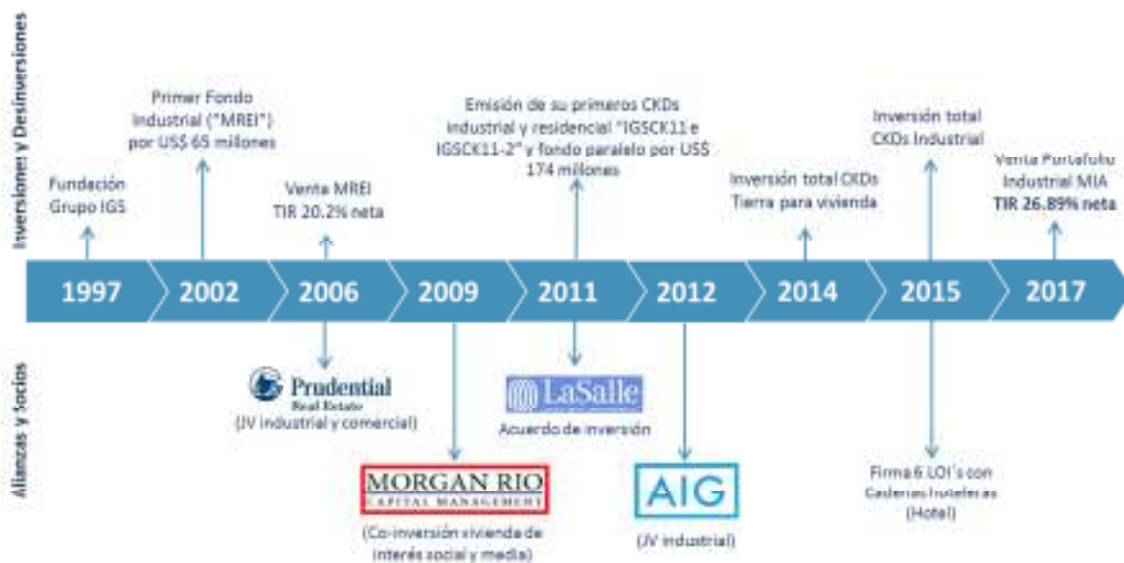 Inversiones y Desinversiones
Fundación
Grupo IGS
Primer Fondo
Industrial ("MREI")
por US$ 65 millones
Venta MREI
TIR 20.2% neta
Emisión de su primeros CKDs
industrial y residencial "IGSCK11 e
IGSCK11-2" y fondo paralelo por US$
174 millones
Inversión total CKDs
Tierra para vivienda
Inversión total
CKDs Industrial
Venta Portafolio
Industrial MIA
TIR 26.89% neta
1997
2002
2006
2009
2011
2012
2014
2015
2017
Alianzas y Socios
Prudential
Real Estate
(JV industrial y comercial)
MORGAN RIO
CAPITAL MANAGEMENT
(Co-inversión vivienda de
interés social y media)
LaSalle
Acuerdo de inversión
AIG
(JV industrial)
Firma 6 LOI´s con
Cadenas hoteleras
(Hotel)